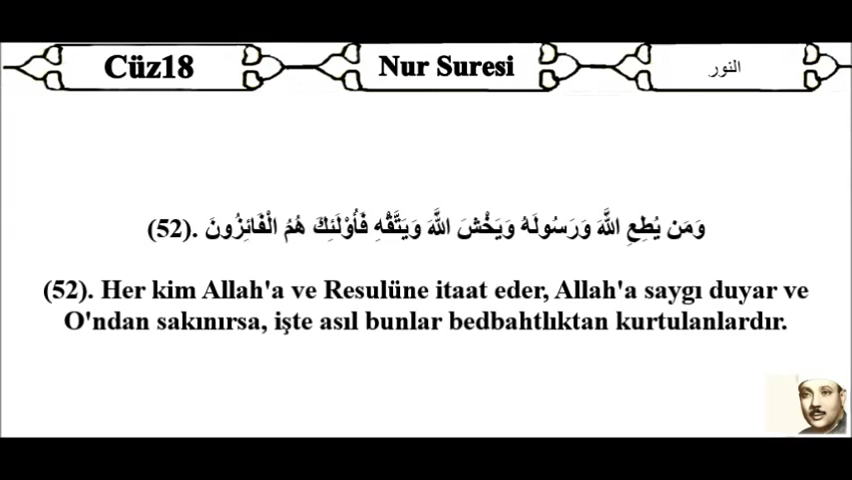 Cüz18
Nur Suresi
النور
وَمَن يُطِعِ اللَّهَ وَرَسُولَهُ وَيَخْشَ اللَّهَ وَيَتَّقْهِ فَأُوْلَئِكَ هُمُ الْفَائِزُونَ .(52)
(52). Her kim Allah'a ve Resulüne itaat eder, Allah'a saygı duyar ve
O'ndan sakınırsa, işte asıl bunlar bedbahtlıktan kurtulanlardır.